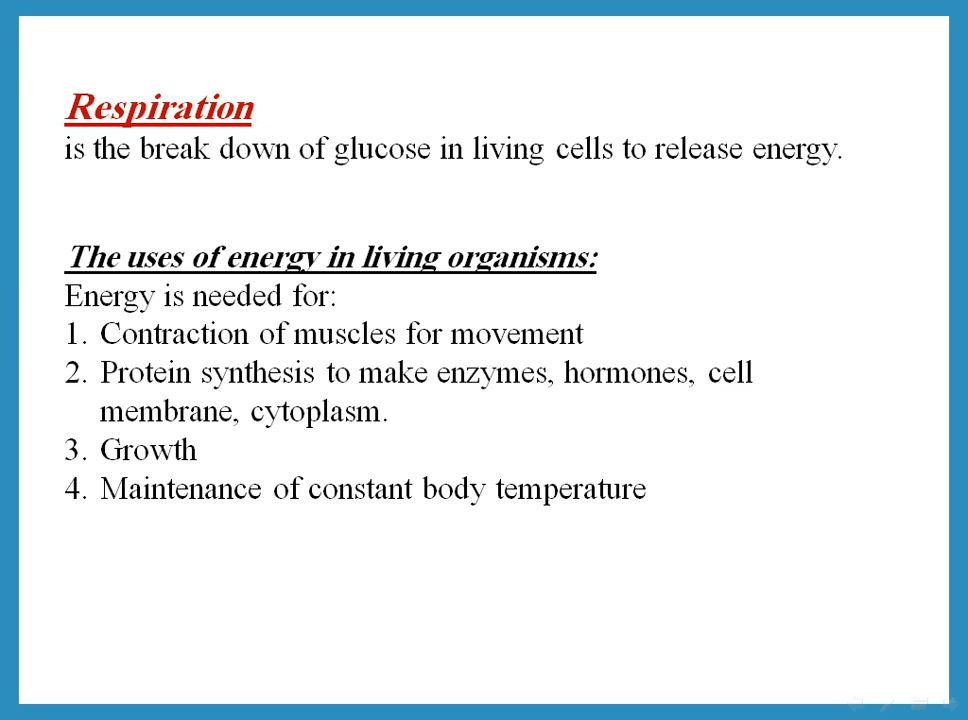 Respiration
is the break down of glucose in living cells to release energy.
The uses of energy in living organisms:
Energy is needed for:
1. Contraction of muscles for movement
2. Protein synthesis to make enzymes, hormones, cell
membrane, cytoplasm.
3. Growth
4. Maintenance of constant body temperature